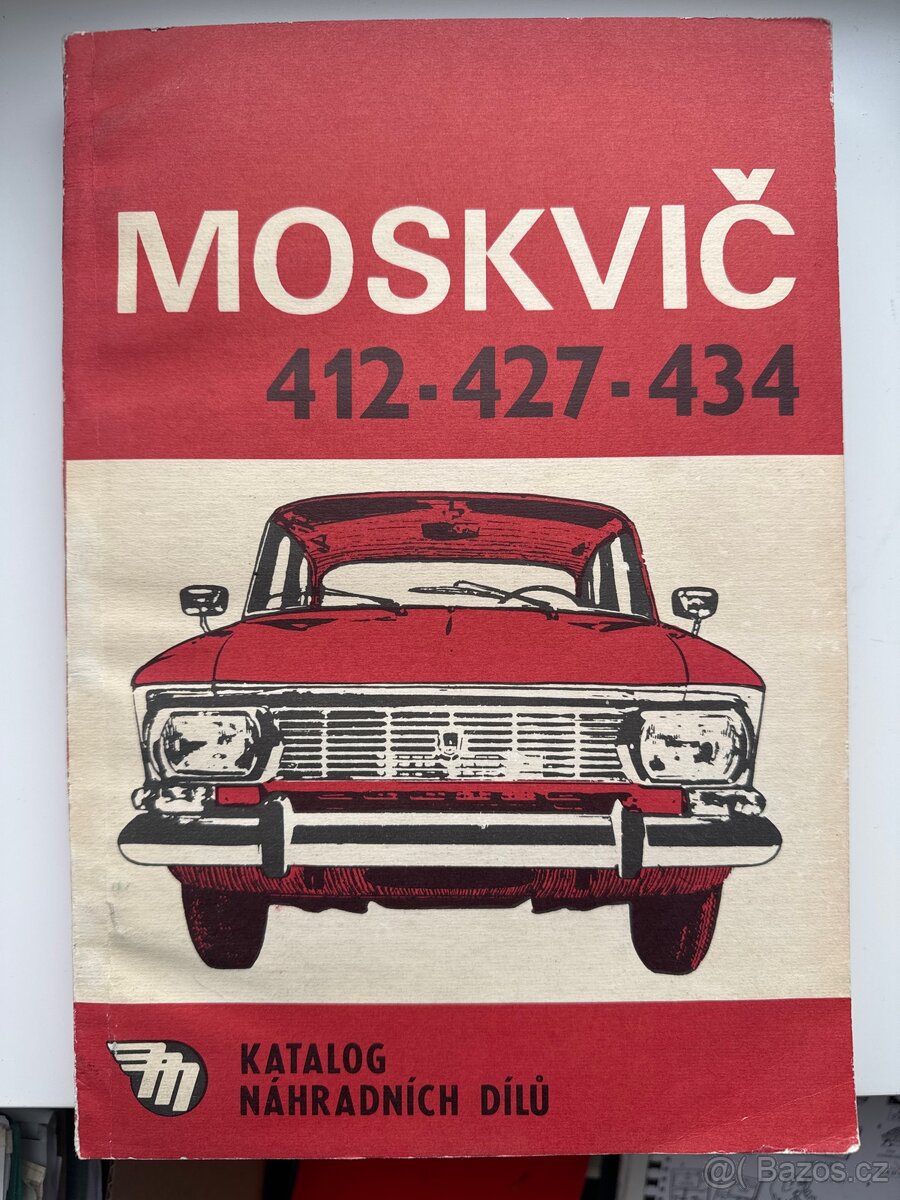 MOSKVIČ
412·427·434
M
KATALOG
NÁHRADNÍCH DÍLŮ
@( Bazos.cz